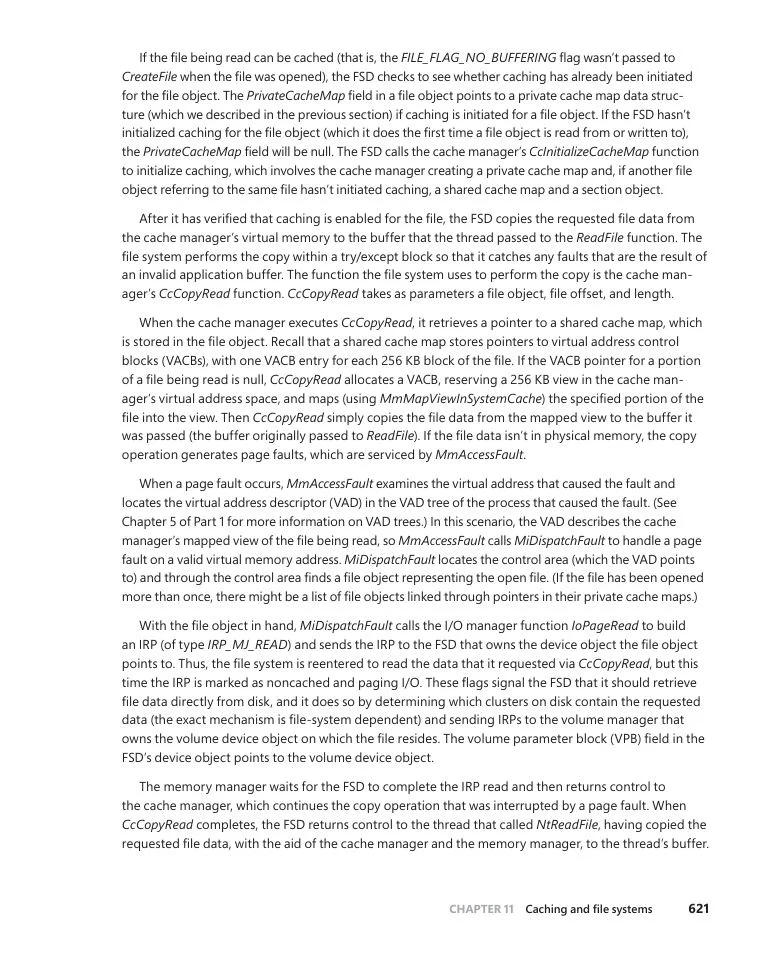 If the file being read can be cached (that is, the FILE_FLAG_NO_BUFFERING flag wasn't passed to
CreateFile when the file was opened), the FSD checks to see whether caching has already been initiated
for the file object. The PrivateCacheMap field in a file object points to a private cache map data struc-
ture (which we described in the previous section) if caching is initiated for a file object. If the FSD hasn't
initialized caching for the file object (which it does the first time a file object is read from or written to),
the PrivateCacheMap field will be null. The FSD calls the cache manager's CcInitializeCacheMap function
to initialize caching, which involves the cache manager creating a private cache map and, if another file
object referring to the same file hasn't initiated caching, a shared cache map and a section object.
After it has verified that caching is enabled for the file, the FSD copies the requested file data from
the cache manager's virtual memory to the buffer that the thread passed to the ReadFile function. The
file system performs the copy within a try/except block so that it catches any faults that are the result of
an invalid application buffer. The function the file system uses to perform the copy is the cache man-
ager's CcCopyRead function. CcCopyRead takes as parameters a file object, file offset, and length.
When the cache manager executes CcCopyRead, it retrieves a pointer to a shared cache map, which
is stored in the file object. Recall that a shared cache map stores pointers to virtual address control
blocks (VACBs), with one VACB entry for each 256 KB block of the file. If the VACB pointer for a portion
of a file being read is null, CcCopyRead allocates a VACB, reserving a 256 KB view in the cache man-
ager's virtual address space, and maps (using MmMapViewInSystemCache) the specified portion of the
file into the view. Then CcCopyRead simply copies the file data from the mapped view to the buffer it
was passed (the buffer originally passed to ReadFile). If the file data isn't in physical memory, the copy
operation generates page faults, which are serviced by MmAccessFault.
When a page fault occurs, MmAccessFault examines the virtual address that caused the fault and
locates the virtual address descriptor (VAD) in the VAD tree of the process that caused the fault. (See
Chapter 5 of Part 1 for more information on VAD trees.) In this scenario, the VAD describes the cache
manager's mapped view of the file being read, so MmAccessFault calls MiDispatchFault to handle a page
fault on a valid virtual memory address. MiDispatchFault locates the control area (which the VAD points
to) and through the control area finds a file object representing the open file. (If the file has been opened
more than once, there might be a list of file objects linked through pointers in their private cache maps.)
With the file object in hand, MiDispatchFault calls the I/O manager function IoPageRead to build
an IRP (of type IRP_MJ_READ) and sends the IRP to the FSD that owns the device object the file object
points to. Thus, the file system is reentered to read the data that it requested via CcCopyRead, but this
time the IRP is marked as noncached and paging I/O. These flags signal the FSD that it should retrieve
file data directly from disk, and it does so by determining which clusters on disk contain the requested
data (the exact mechanism is file-system dependent) and sending IRPs to the volume manager that
owns the volume device object on which the file resides. The volume parameter block (VPB) field in the
FSD's device object points to the volume device object.
The memory manager waits for the FSD to complete the IRP read and then returns control to
the cache manager, which continues the copy operation that was interrupted by a page fault. When
CcCopyRead completes, the FSD returns control to the thread that called NtReadFile, having copied the
requested file data, with the aid of the cache manager and the memory manager, to the thread's buffer.
CHAPTER 11 Caching and file systems 621